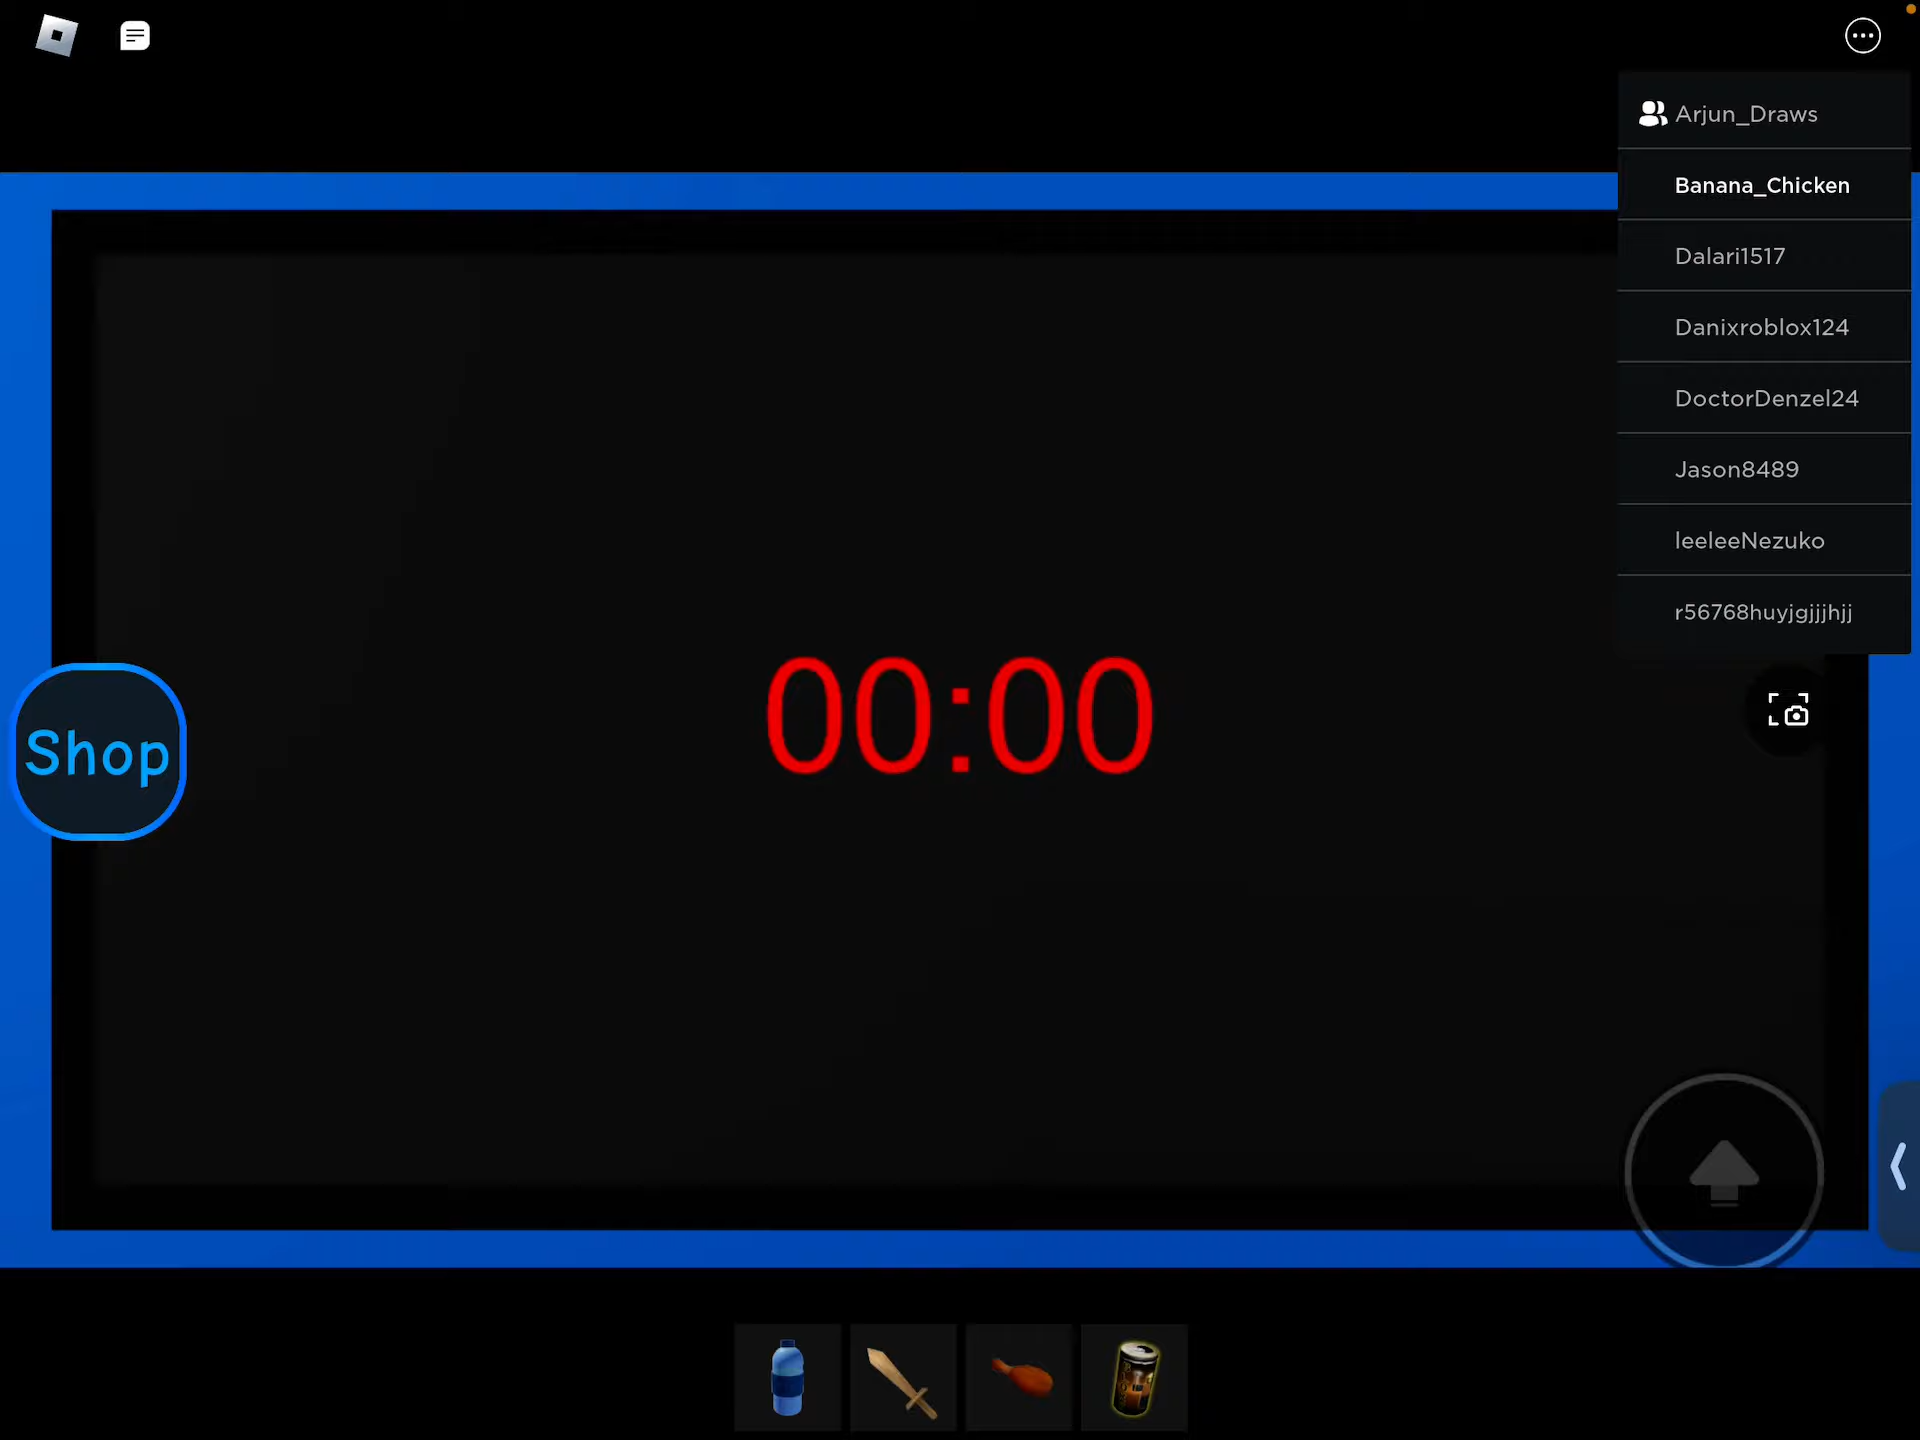 Arjun_Draws
Banana_Chicken
Dalari1517
Danixroblox124
DoctorDenzel24
Jason8489
leeleeNezuko
r56768huyjgjjjhjj
00:00
Shop